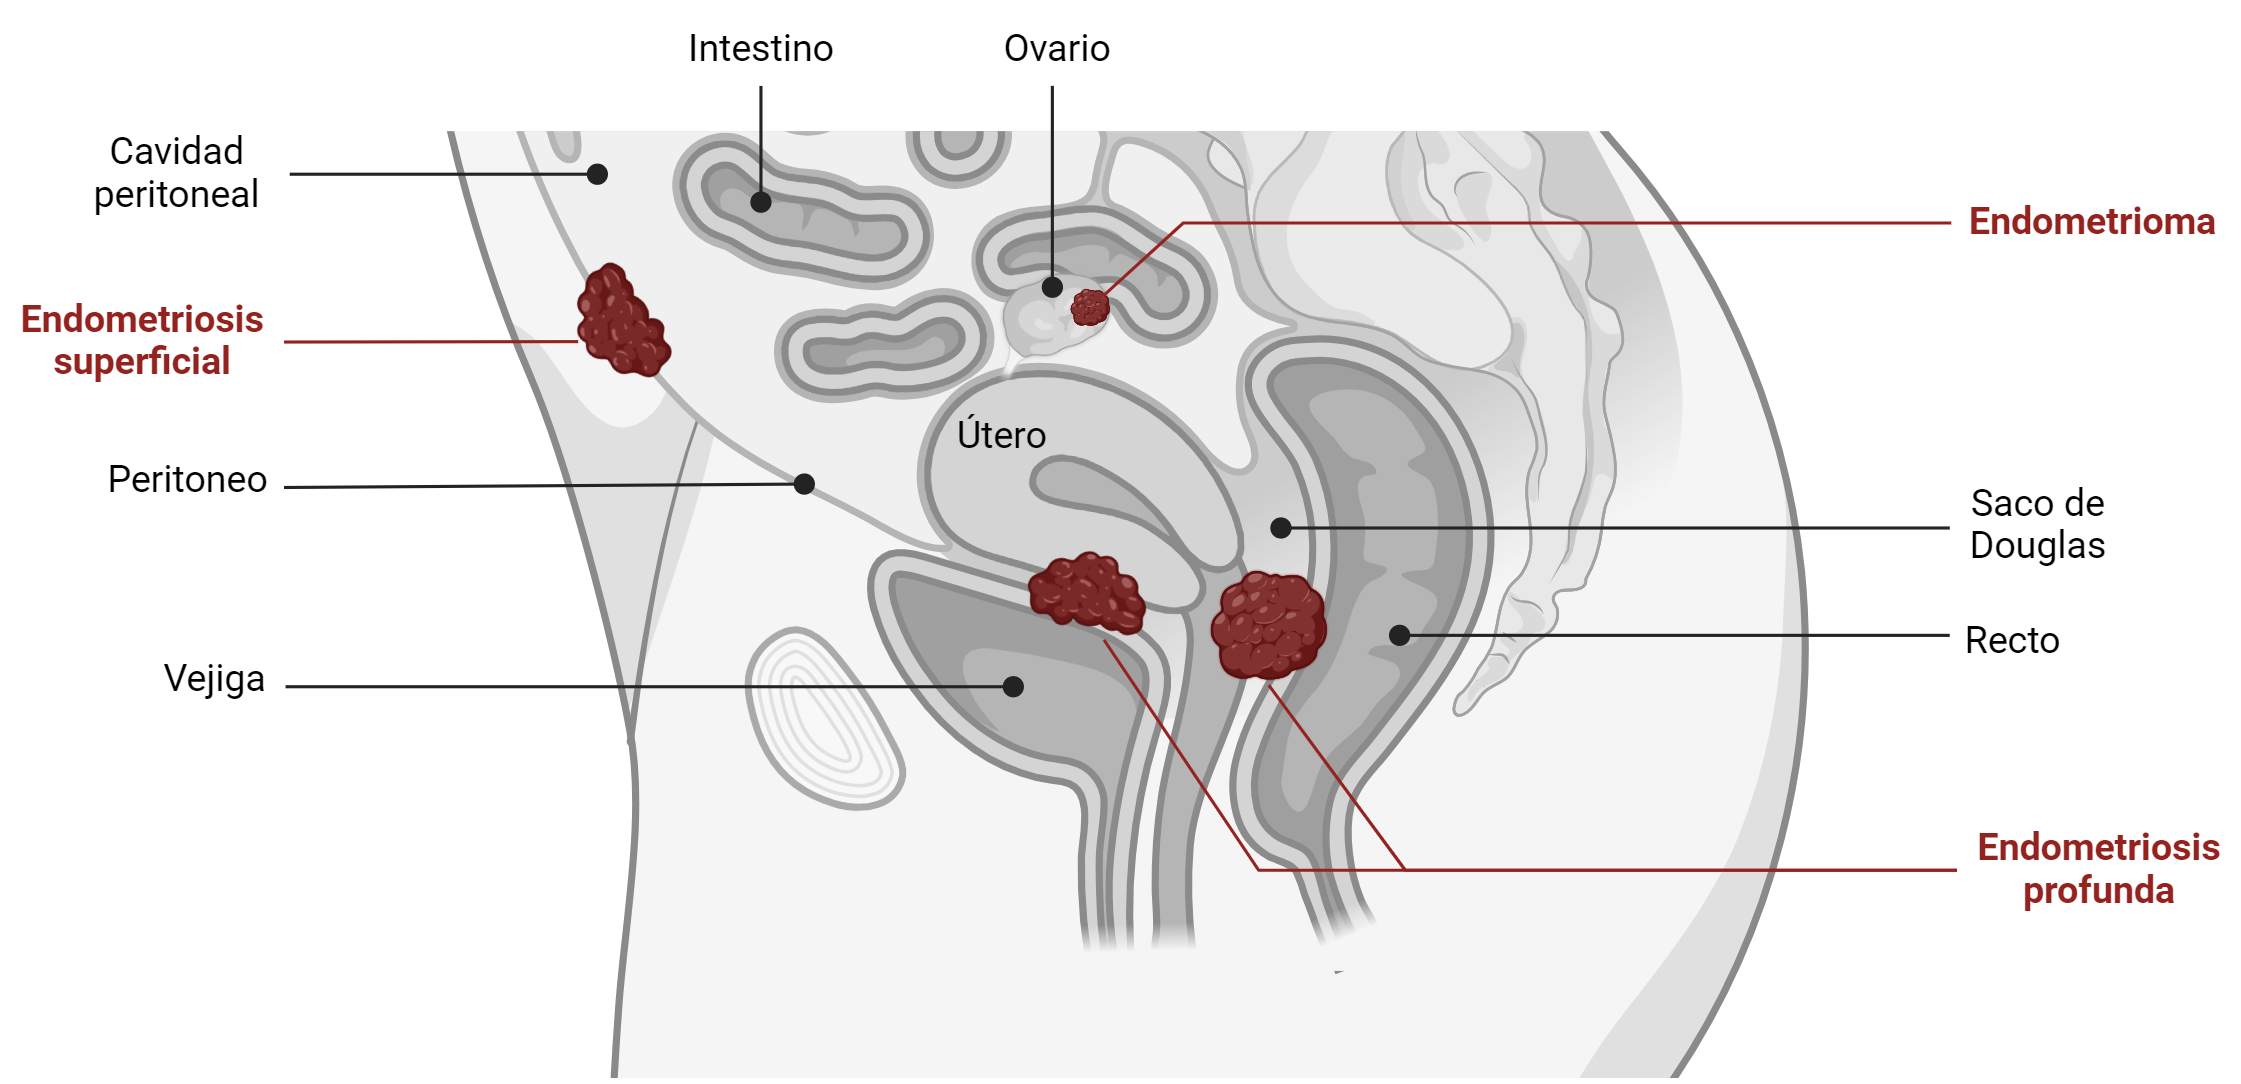 Intestino
Ovario
Cavidad
peritoneal
Endometrioma
Endometriosis
superficial
Útero
Peritoneo
Saco de
Douglas
Recto
Vejiga
Endometriosis
profunda